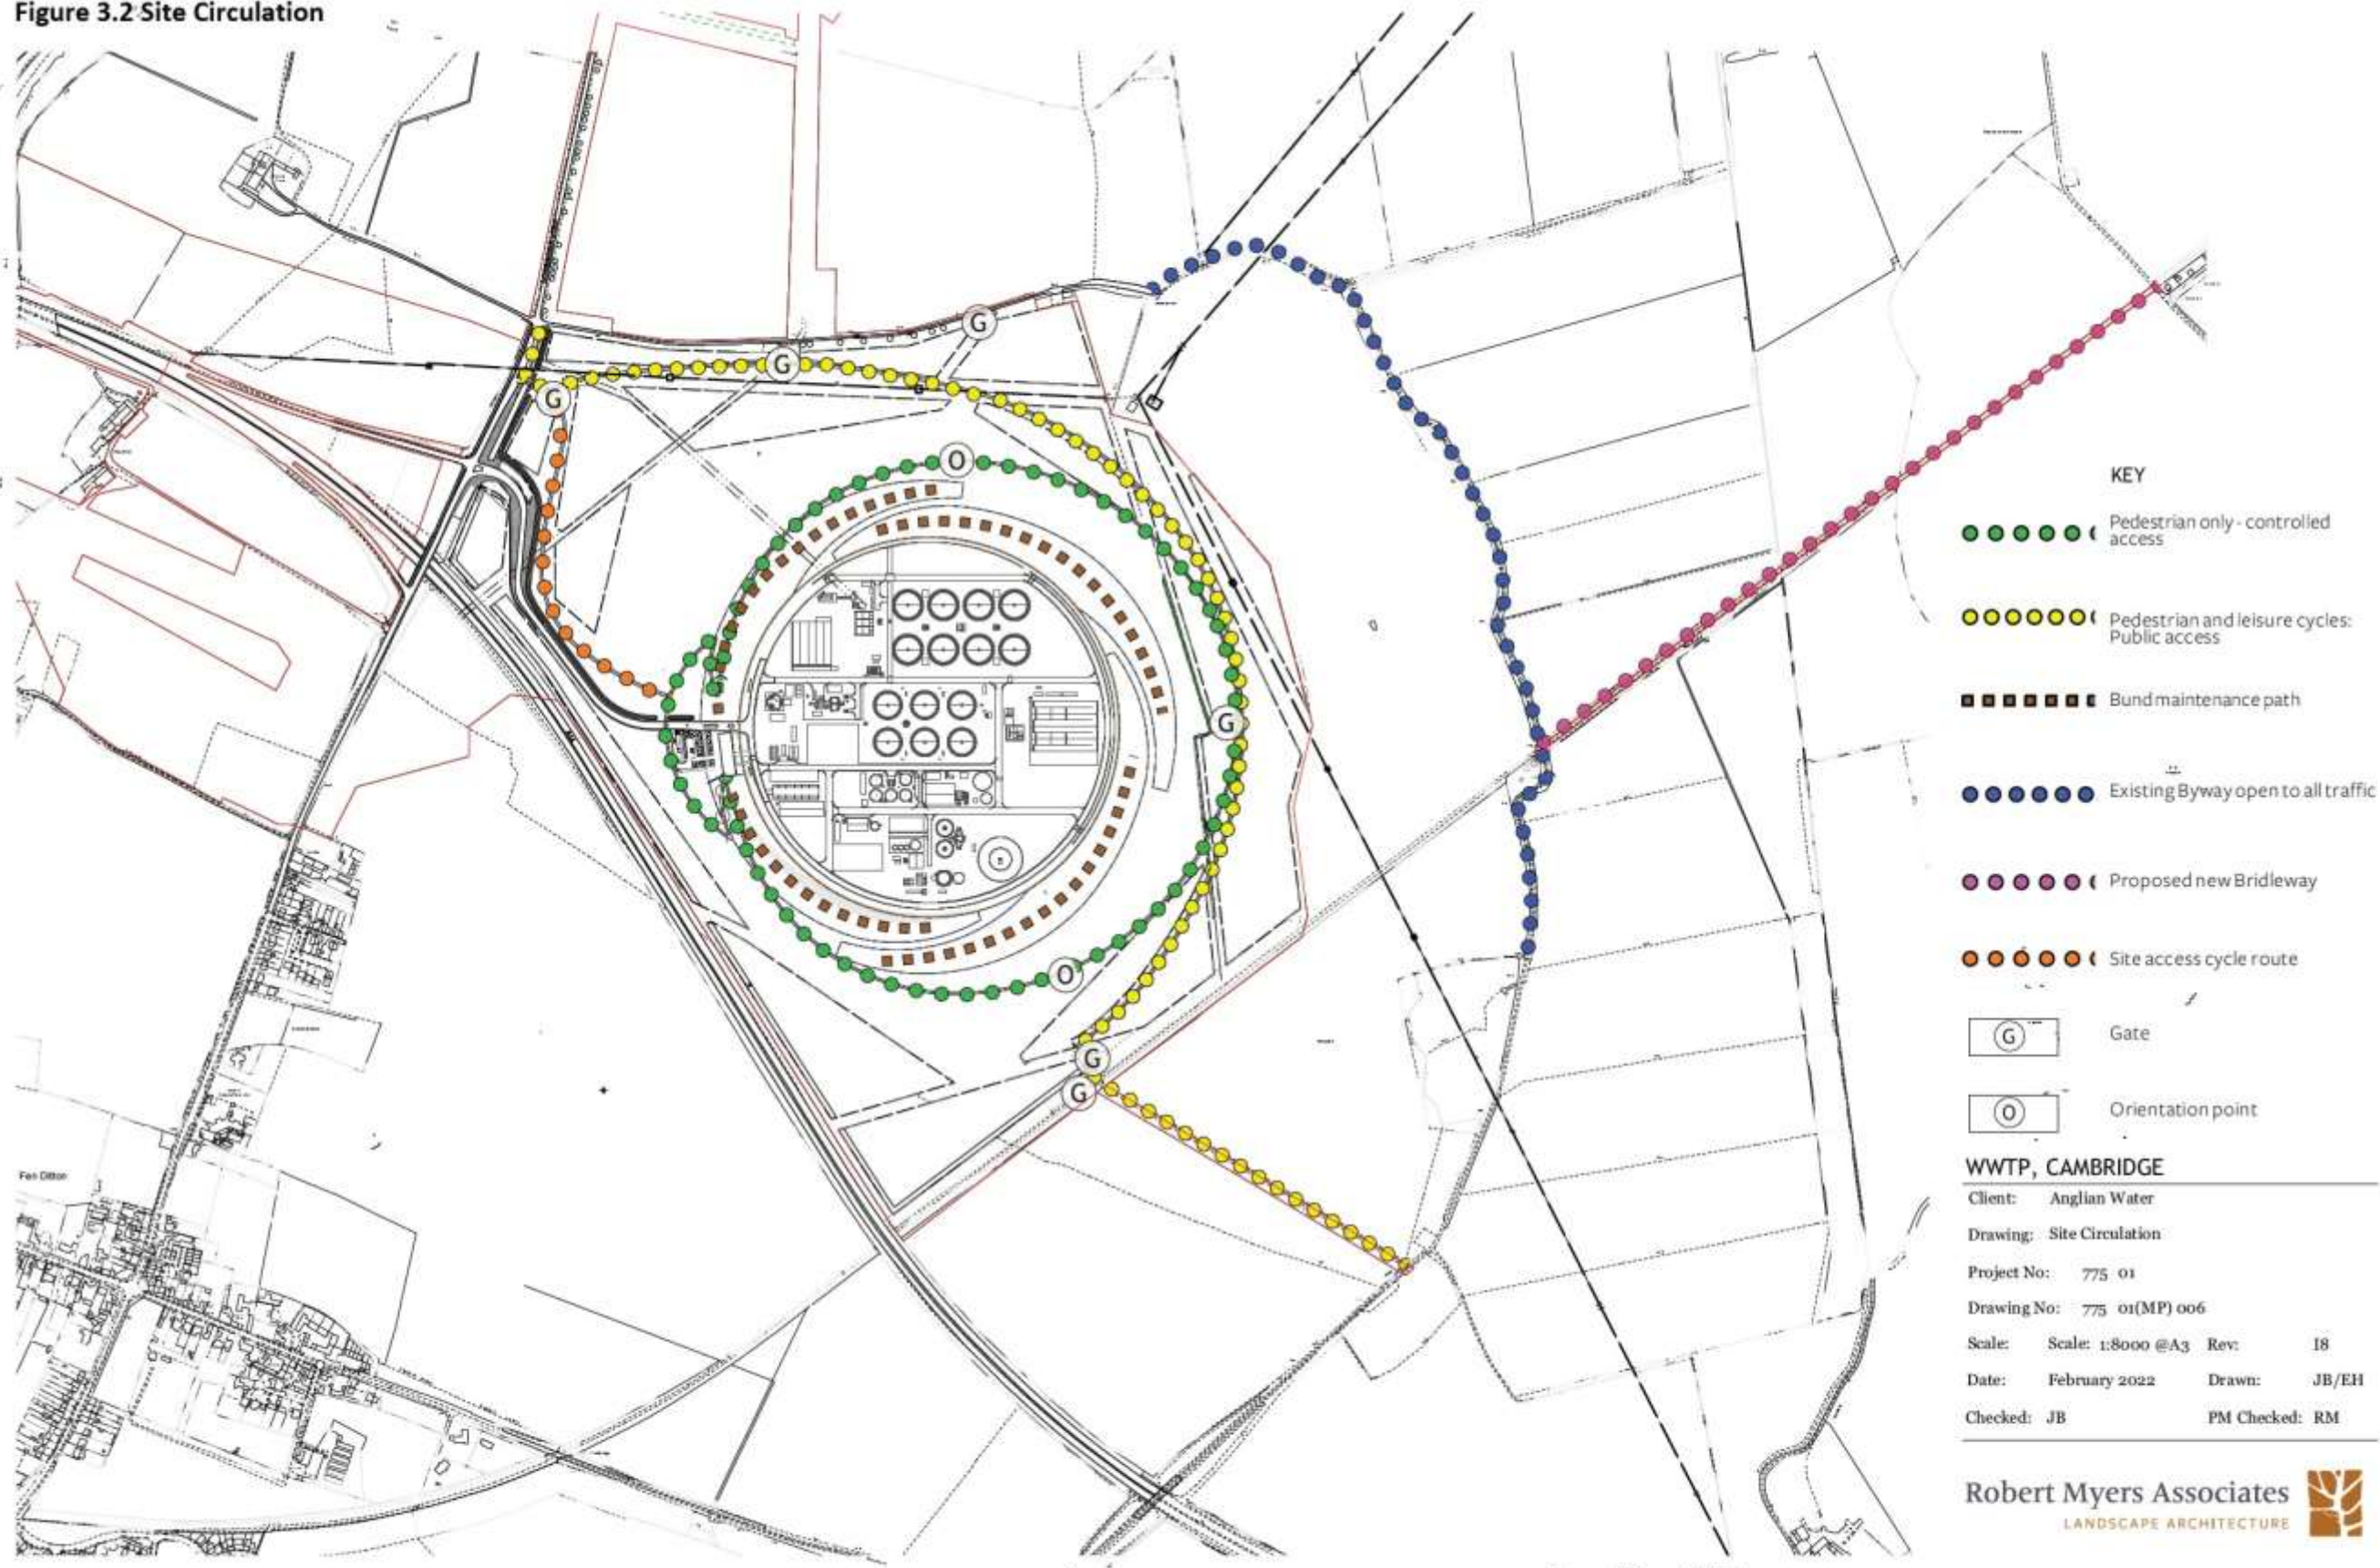 Figure 3.2 Site Circulation
G
G
G
O
G
O
G
G
Fen Ditton
KEY
Pedestrian only - controlled
access
Pedestrian and leisure cycles:
Public access
Bund maintenance path
Existing Byway open to all traffic
Proposed new Bridleway
Site access cycle route
G Gate
O Orientation point
WWTP, CAMBRIDGE
Client: Anglian Water
Drawing: Site Circulation
Project No: 775 01
Drawing No: 775 01(MP) 006
Scale: Scale: 1:8000 @A3 Rev: I8
Date: February 2022 Drawn: JB/EH
Checked: JB PM Checked: RM
Robert Myers Associates
LANDSCAPE ARCHITECTURE